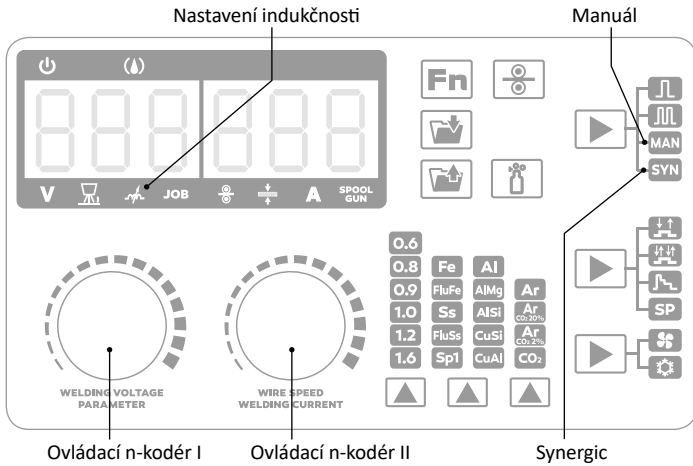 Nastavení indukčnosti
Manuál
Fn
MAN
SYN
V
JOB
A
SPOOL
GUN
SP
0.6
0.8 Fe Al
0.9 FluFe AlMg Ar
1.0 Ss AlSi Ar
CO₂ 20%
1.2 FluSs CuSi Ar
CO₂ 2%
1.6 Sp1 CuAl CO₂
WELDING VOLTAGE
PARAMETER
WIRE SPEED
WELDING CURRENT
Ovládací n-kodér I
Ovládací n-kodér II
Synergic